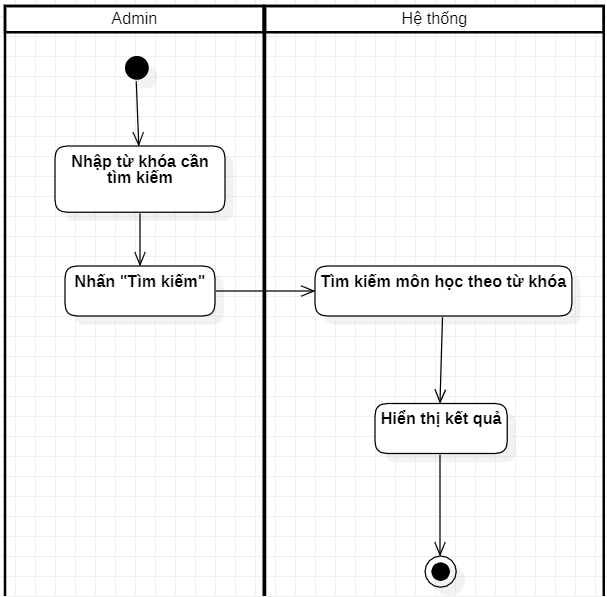 Admin
Hệ thống
Nhập từ khóa cần
tìm kiếm
Nhấn "Tìm kiếm"
Tìm kiếm môn học theo từ khóa
Hiển thị kết quả